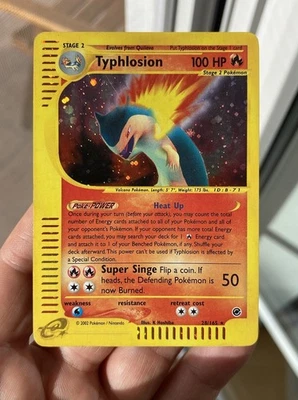 STAGE 2 Evolves from Quilava Put Typhlosion on the Stage 1 card
Typhlosion 100 HP
Stage 2 Pokémon
Volcano Pokémon. Length: 5' 7", Weight: 175 lbs. ID:B-71
Poké-POWER Heat Up
Once during your turn (before your attack), you may count the total
number of Energy cards attached to all of your Pokémon and all of your
opponent's Pokémon. If your opponent has more total Energy
cards attached, you may search your deck for a
Energy card and attach it to 1 of your Benched Pokémon, if any. Shuffle your
deck afterward. This power can't be used if Typhlosion is affected by
a Special Condition.
Super Singe Flip a coin. If
heads, the Defending Pokémon is
now Burned.
50
weakness resistance retreat cost
© 2002 Pokémon / Nintendo
Illus. K Hoshiba 28/165
e